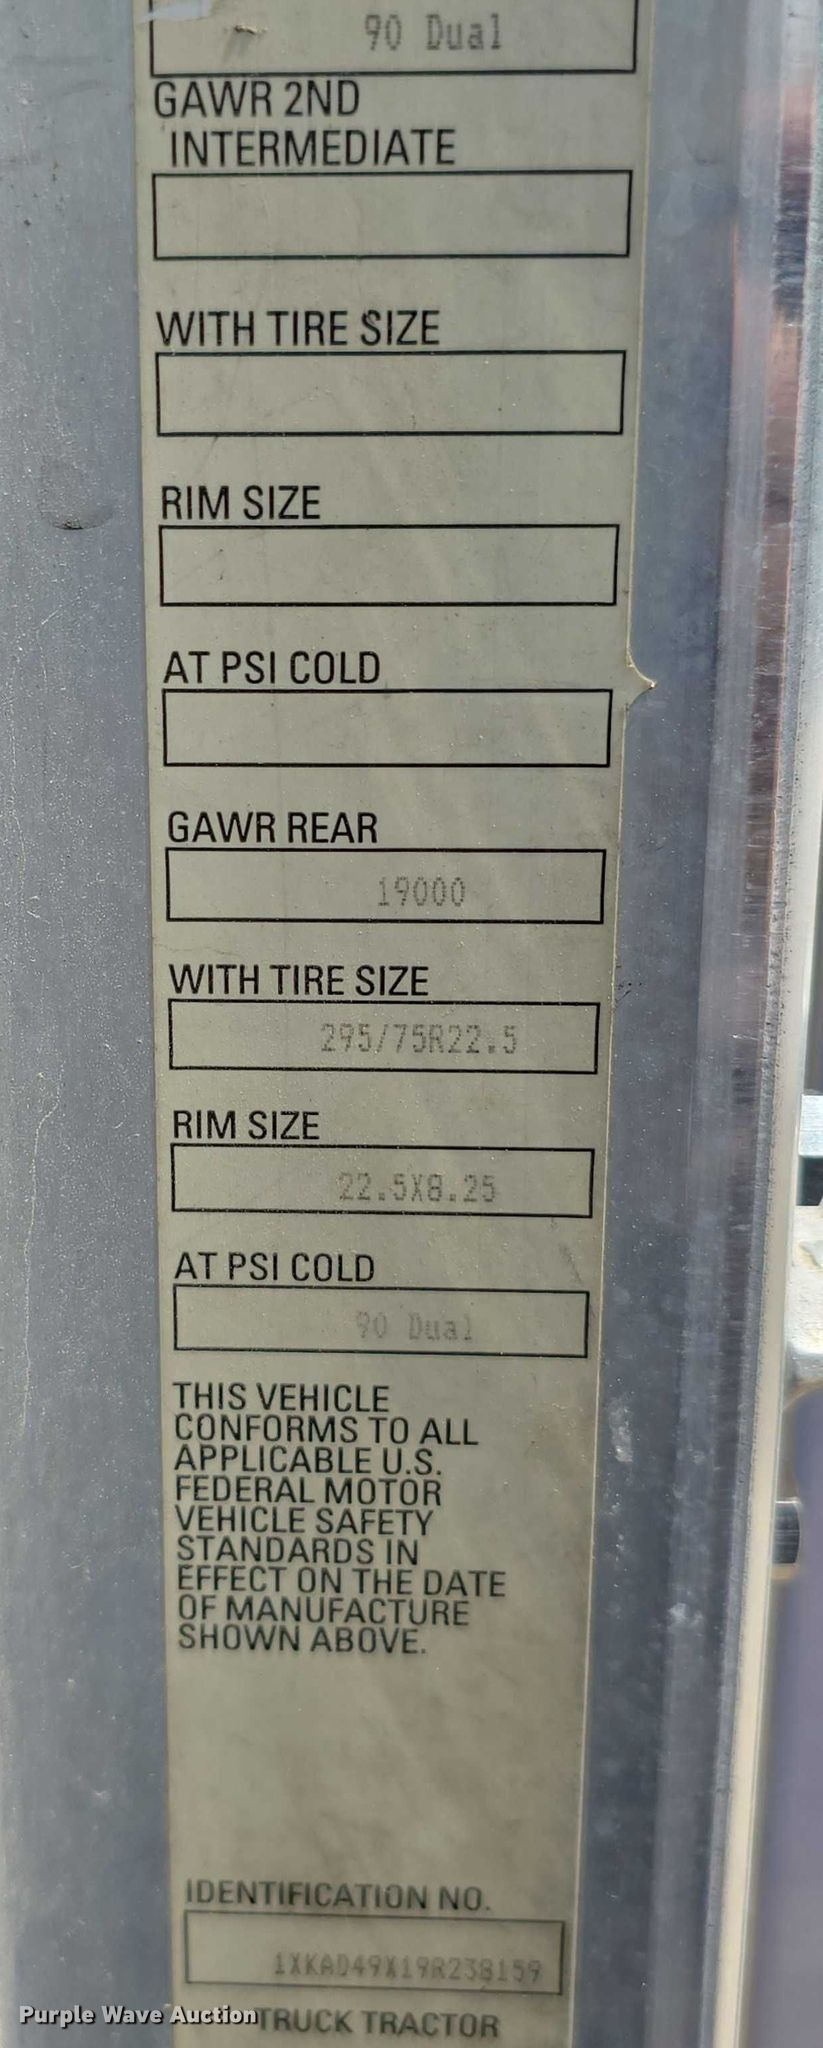 90 Dual
GAWR 2ND
INTERMEDIATE
WITH TIRE SIZE
RIM SIZE
AT PSI COLD
GAWR REAR
19000
WITH TIRE SIZE
295/75R22.5
RIM SIZE
22.5X8.25
AT PSI COLD
90 Dual
THIS VEHICLE
CONFORMS TO ALL
APPLICABLE U.S.
FEDERAL MOTOR
VEHICLE SAFETY
STANDARDS IN
EFFECT ON THE DATE
OF MANUFACTURE
SHOWN ABOVE.
IDENTIFICATION NO.
1XKAD49X19R238159
Purple Wave Auction
TRUCK TRACTOR